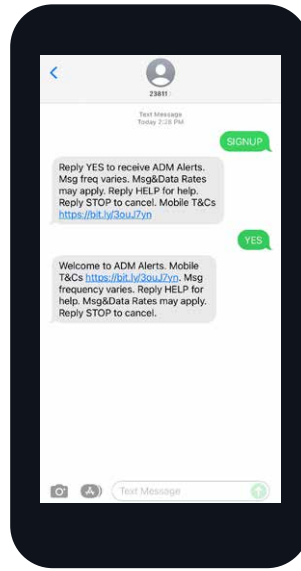 23811
Text Message
Today 2:28 PM
SIGNUP
Reply YES to receive ADM Alerts.
Msg freq varies. Msg&Data Rates
may apply. Reply HELP for help.
Reply STOP to cancel. Mobile T&Cs
https://bit.ly/3ouJ7yn
YES
Welcome to ADM Alerts. Mobile
T&Cs https://bit.ly/3ouJ7yn. Msg
frequency varies. Reply HELP for
help. Msg&Data Rates may apply.
Reply STOP to cancel.
Text Message